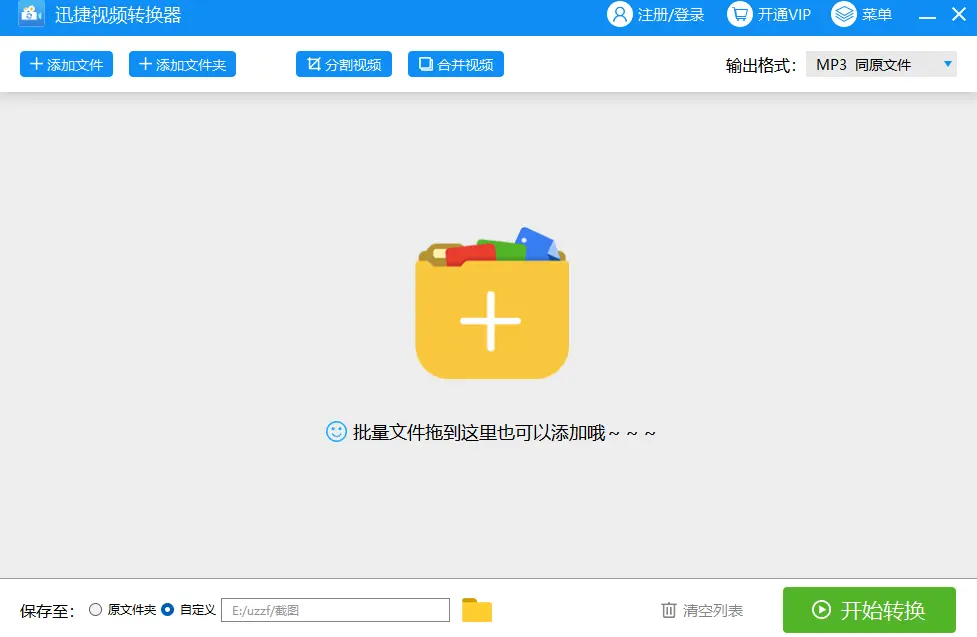 迅捷视频转换器 注册/登录 开通VIP 菜单
添加文件 添加文件夹 分割视频 合并视频 输出格式: MP3 同原文件
批量文件拖到这里也可以添加哦~ ~ ~
保存至: 原文件夹 自定义 E:/uzzf/截图 清空列表 开始转换